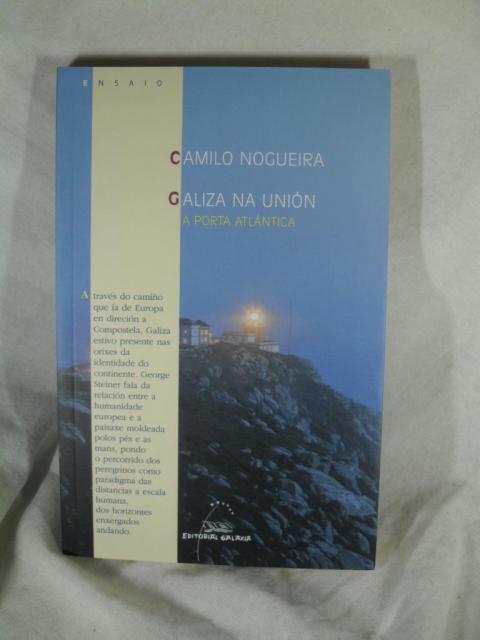 ENSAIO
CAMILO NOGUEIRA
GALIZA NA UNIÓN
A PORTA ATLÁNTICA
A través do camiño
que ía de Europa
en dirección a
Compostela, Galiza
estivo presente nas
orixes da
identidade do
continente. George
Steiner fala da
relación entre a
humanidade
europea e a
paisaxe moldeada
polos pés e as
mans, pondo
o percorrido dos
peregrinos como
paradigma das
distancias a escala
humana,
dos horizontes
enxergados
andando.
EDITORIAL GALAXIA